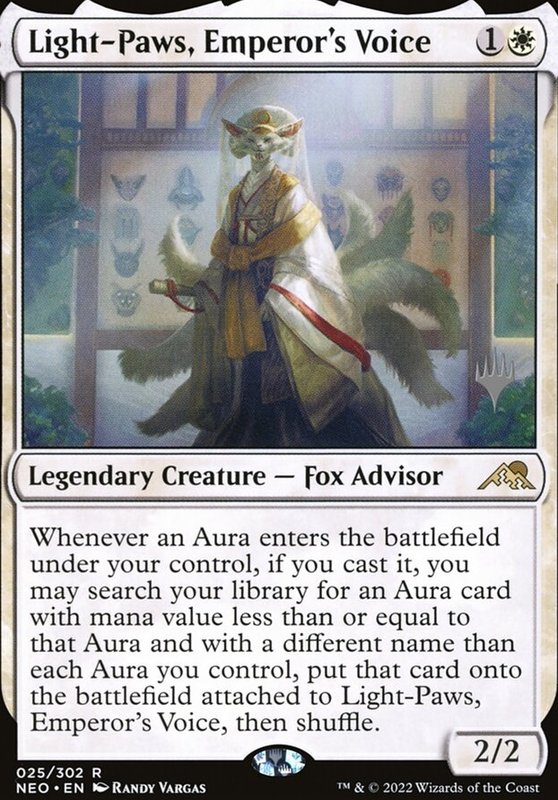 Light-Paws, Emperor's Voice 1
Legendary Creature — Fox Advisor
Whenever an Aura enters the battlefield
under your control, if you cast it, you
may search your library for an Aura card
with mana value less than or equal to
that Aura and with a different name than
each Aura you control, put that card onto
the battlefield attached to Light-Paws,
Emperor's Voice, then shuffle.
2/2
025/302 R
NEO • EN RANDY VARGAS
™ & © 2022 Wizards of the Coast